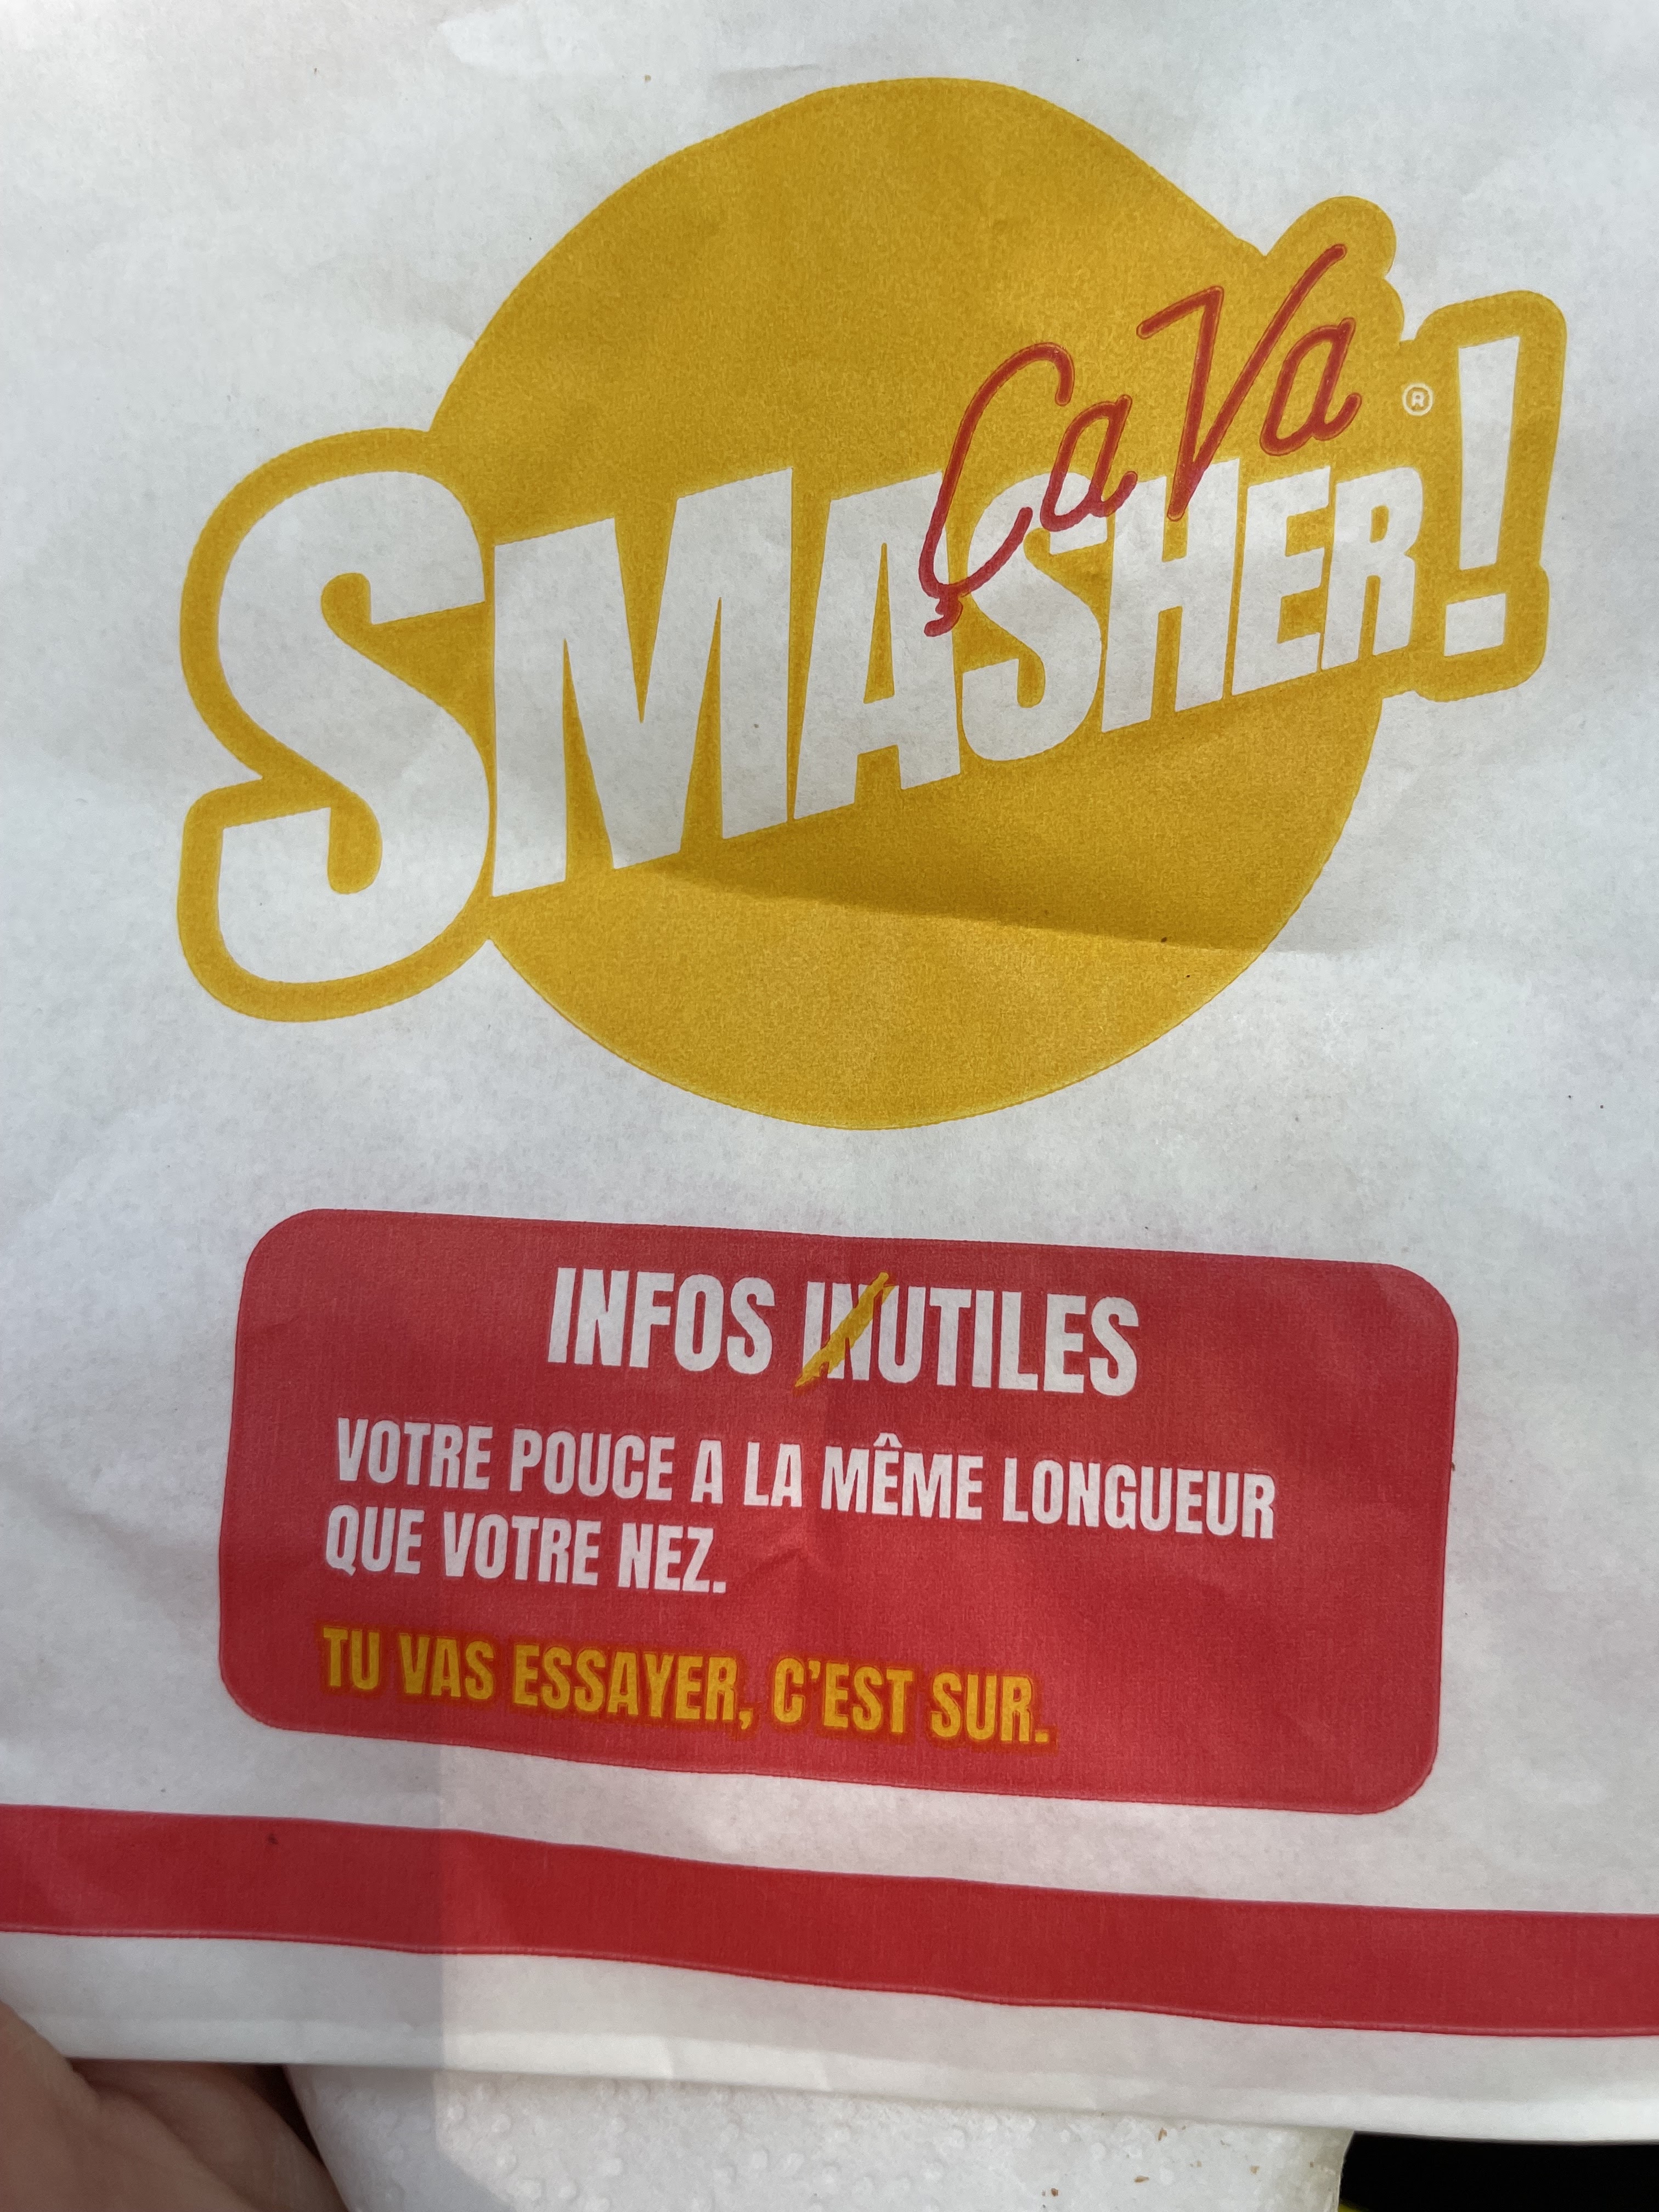 Ça Va
SMASHER!
®
INFOS INUTILES
VOTRE POUCE A LA MÊME LONGUEUR
QUE VOTRE NEZ.
TU VAS ESSAYER, C'EST SUR.